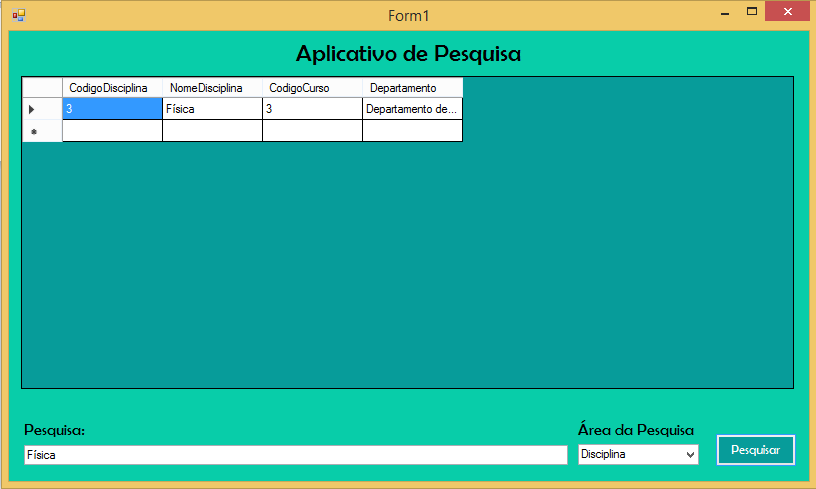 Form1
Aplicativo de Pesquisa
CodigoDisciplina NomeDisciplina CodigoCurso Departamento
3 Física 3 Departamento de...
Pesquisa: Área da Pesquisa
Física Disciplina Pesquisar